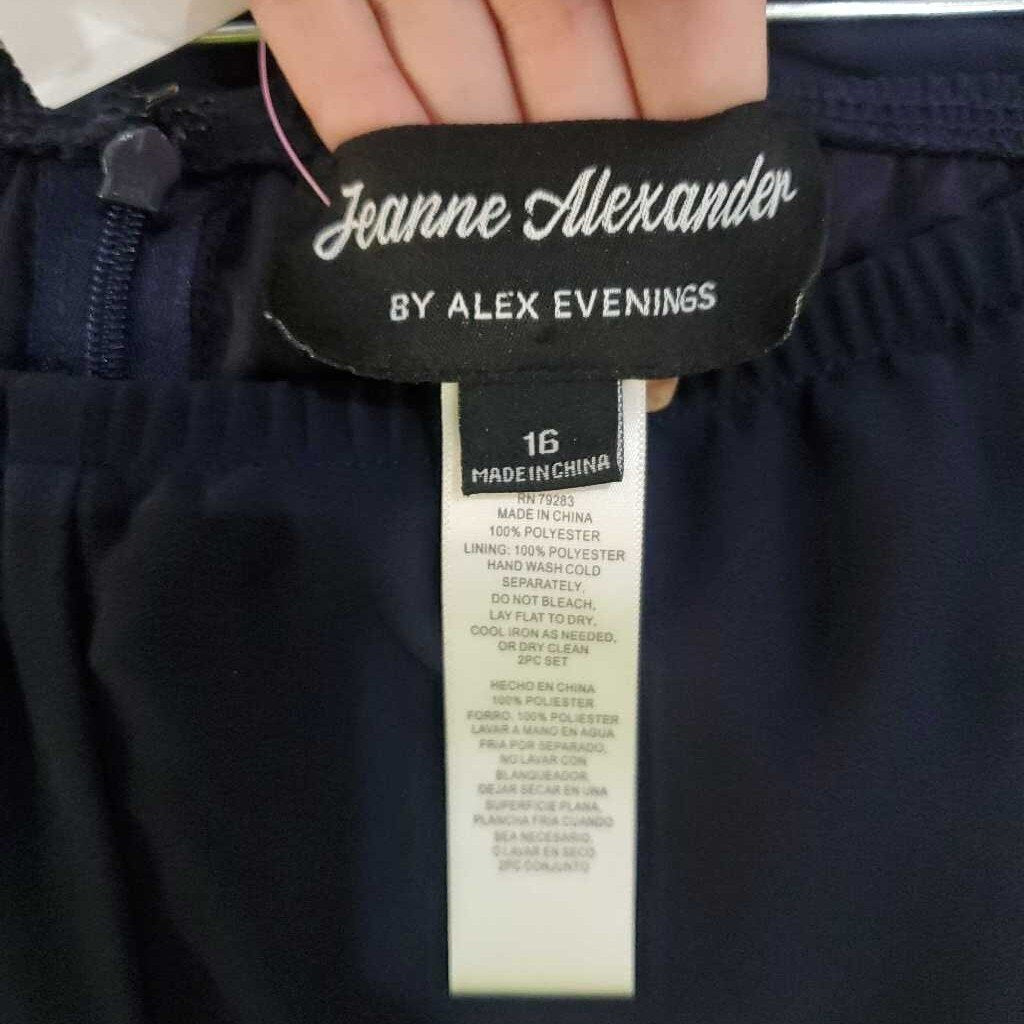 Jeanne Alexander
BY ALEX EVENINGS
16
MADE IN CHINA
RN 79283
MADE IN CHINA
100% POLYESTER
LINING: 100% POLYESTER
HAND WASH COLD
SEPARATELY,
DO NOT BLEACH,
LAY FLAT TO DRY,
COOL IRON AS NEEDED,
OR DRY CLEAN
2PC SET
HECHO EN CHINA
100% POLIESTER
FORRO: 100% POLIESTER
LAVAR A MANO EN AGUA
FRIA POR SEPARADO,
NO LAVAR CON
BLANQUEADOR,
DEJAR SECAR EN UNA
SUPERFICIE PLANA,
PLANCHA FRIA CUANDO
SEA NECESARIO,
O LAVAR EN SECO
2PC CONJUNTO